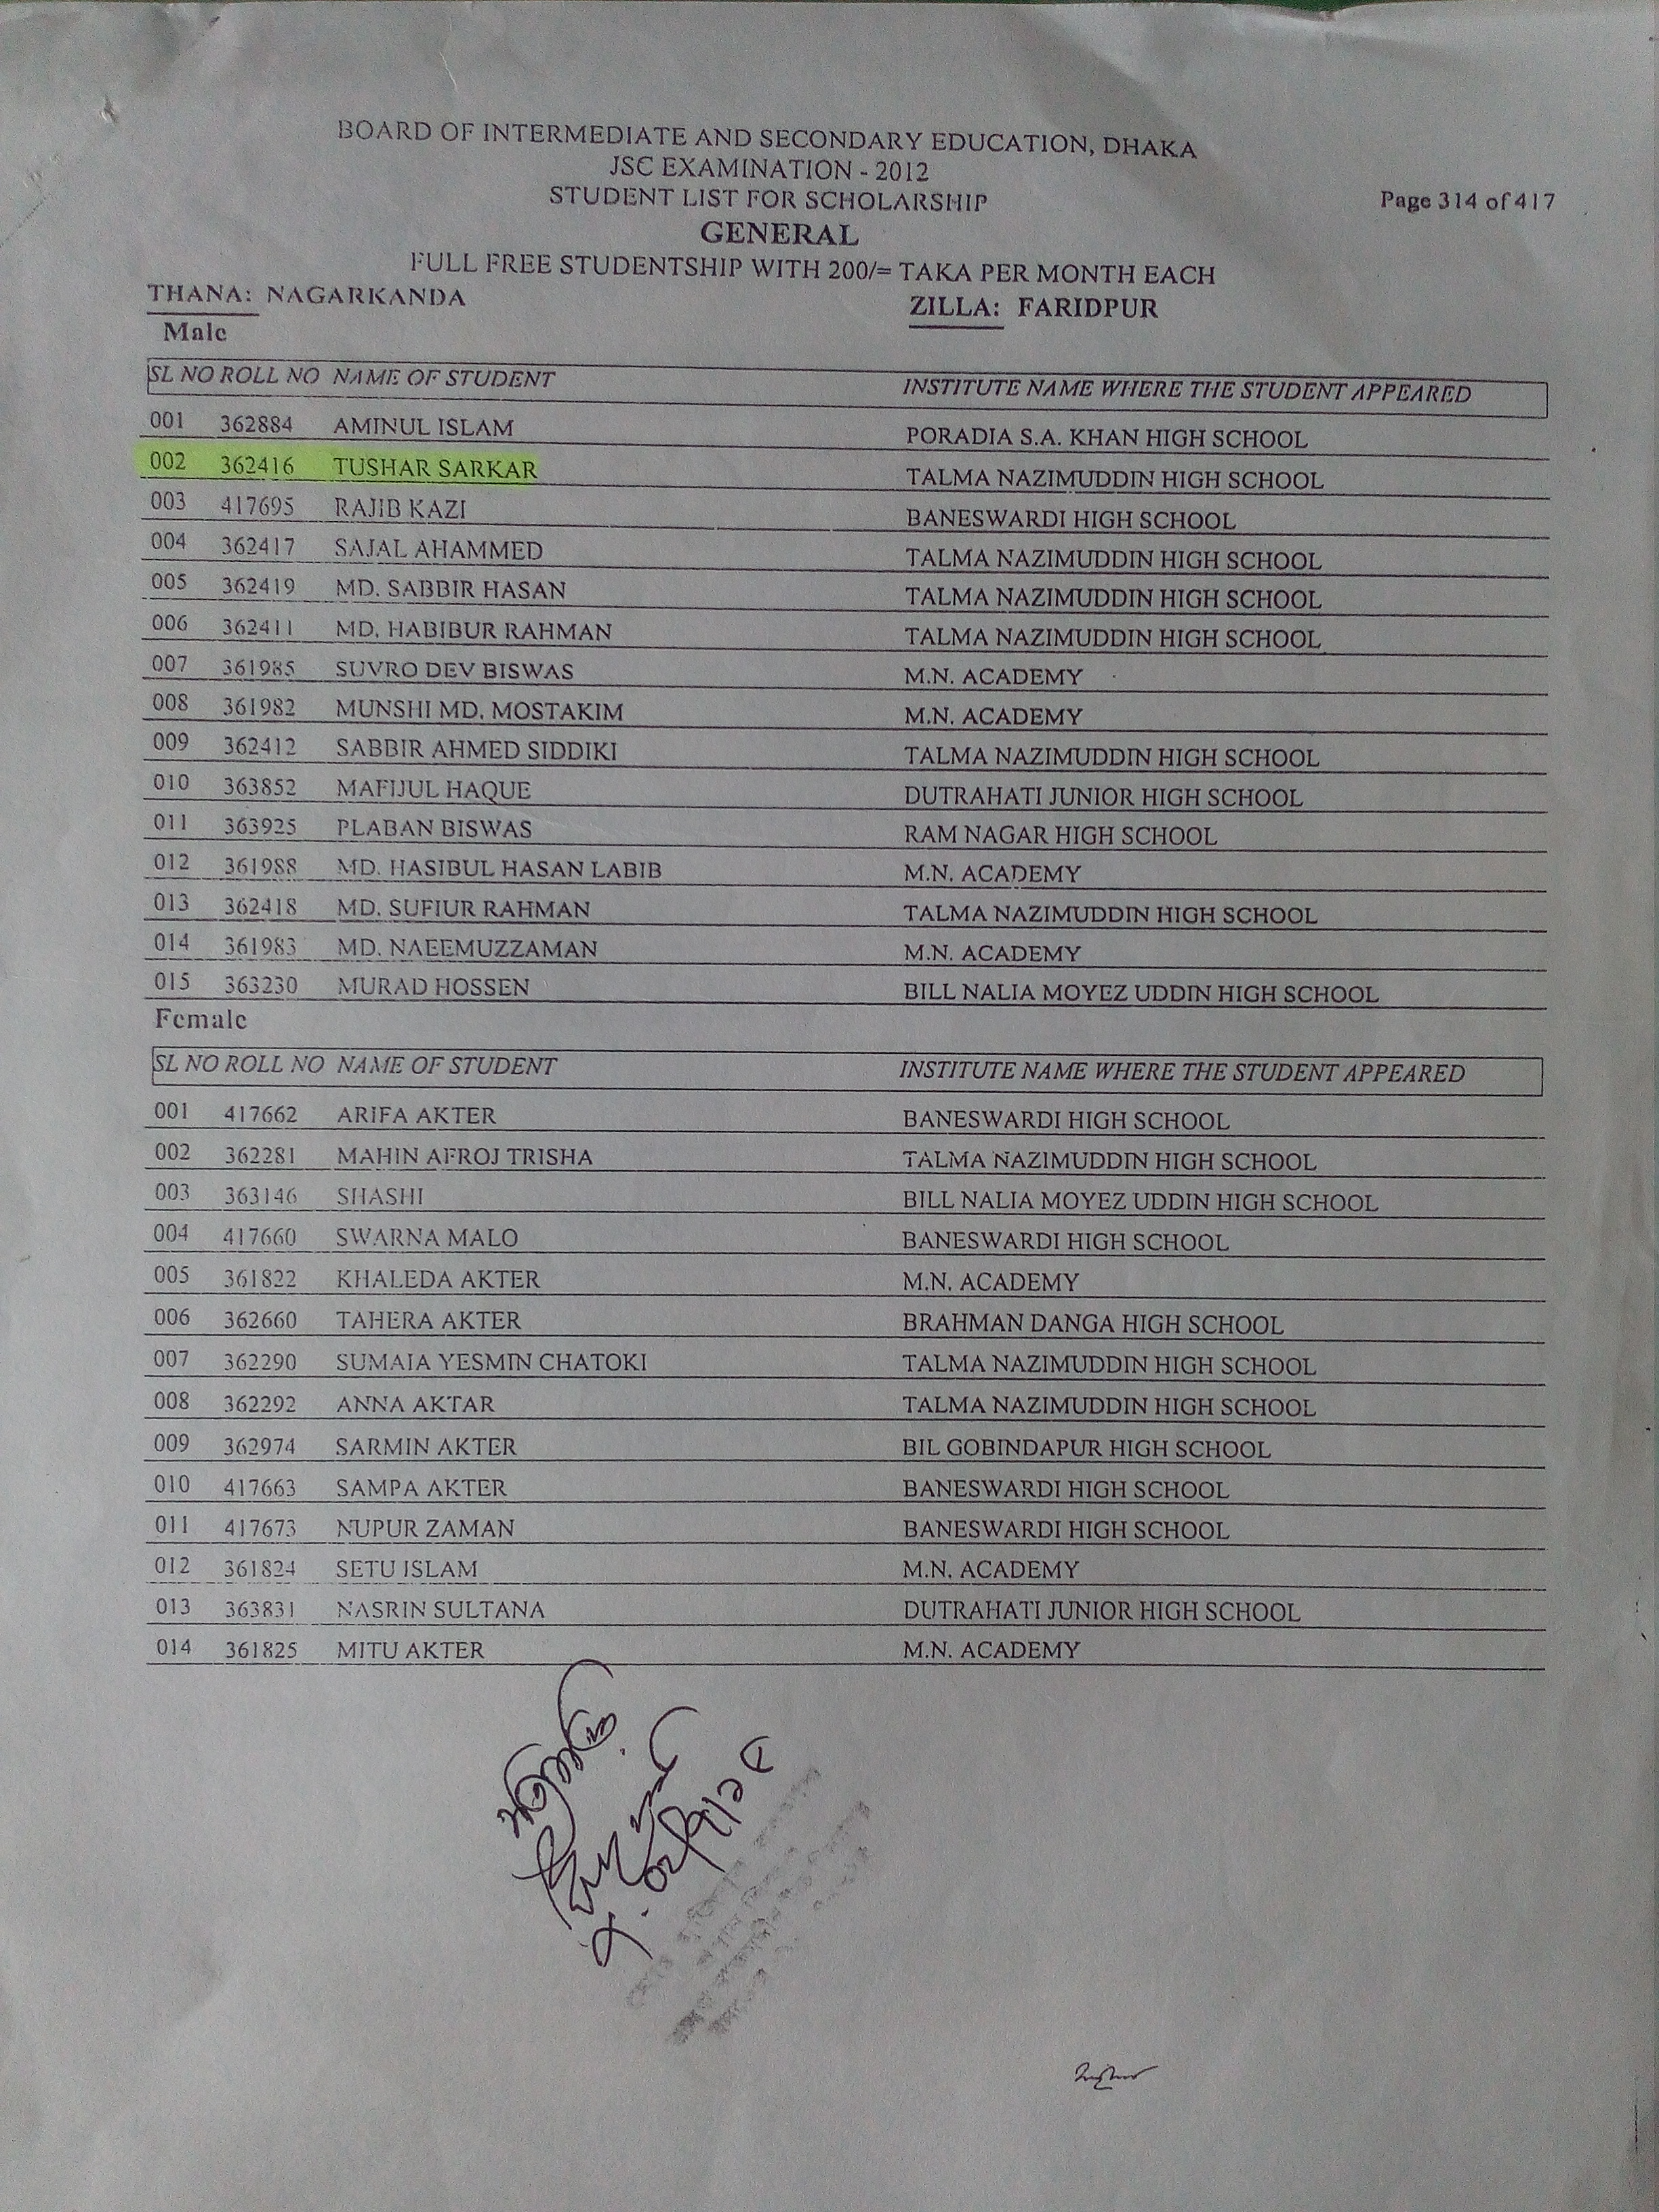 BOARD OF INTERMEDIATE AND SECONDARY EDUCATION, DHAKA
JSC EXAMINATION - 2012
STUDENT LIST FOR SCHOLARSHIP
Page 314 of 417
GENERAL
FULL FREE STUDENTSHIP WITH 200/= TAKA PER MONTH EACH
THANA: NAGARKANDA ZILLA: FARIDPUR
Male
SL NO ROLL NO NAME OF STUDENT INSTITUTE NAME WHERE THE STUDENT APPEARED
001 362884 AMINUL ISLAM PORADIA S.A. KHAN HIGH SCHOOL
002 362416 TUSHAR SARKAR TALMA NAZIMUDDIN HIGH SCHOOL
003 417695 RAJIB KAZI BANESWARDI HIGH SCHOOL
004 362417 SAJAL AHAMMED TALMA NAZIMUDDIN HIGH SCHOOL
005 362419 MD. SABBIR HASAN TALMA NAZIMUDDIN HIGH SCHOOL
006 362411 MD. HABIBUR RAHMAN TALMA NAZIMUDDIN HIGH SCHOOL
007 361985 SUVRO DEV BISWAS M.N. ACADEMY
008 361982 MUNSHI MD. MOSTAKIM M.N. ACADEMY
009 362412 SABBIR AHMED SIDDIKI TALMA NAZIMUDDIN HIGH SCHOOL
010 363852 MAFIJUL HAQUE DUTRAHATI JUNIOR HIGH SCHOOL
011 363925 PLABAN BISWAS RAM NAGAR HIGH SCHOOL
012 361988 MD. HASIBUL HASAN LABIB M.N. ACADEMY
013 362418 MD. SUFIUR RAHMAN TALMA NAZIMUDDIN HIGH SCHOOL
014 361983 MD. NAEEMUZZAMAN M.N. ACADEMY
015 363230 MURAD HOSSEN BILL NALIA MOYEZ UDDIN HIGH SCHOOL
Female
SL NO ROLL NO NAME OF STUDENT INSTITUTE NAME WHERE THE STUDENT APPEARED
001 417662 ARIFA AKTER BANESWARDI HIGH SCHOOL
002 362281 MAHIN AFROJ TRISHA TALMA NAZIMUDDIN HIGH SCHOOL
003 363146 SHASHI BILL NALIA MOYEZ UDDIN HIGH SCHOOL
004 417660 SWARNA MALO BANESWARDI HIGH SCHOOL
005 361822 KHALEDA AKTER M.N. ACADEMY
006 362660 TAHERA AKTER BRAHMAN DANGA HIGH SCHOOL
007 362290 SUMAIA YESMIN CHATOKI TALMA NAZIMUDDIN HIGH SCHOOL
008 362292 ANNA AKTAR TALMA NAZIMUDDIN HIGH SCHOOL
009 362974 SARMIN AKTER BIL GOBINDAPUR HIGH SCHOOL
010 417663 SAMPA AKTER BANESWARDI HIGH SCHOOL
011 417673 NUPUR ZAMAN BANESWARDI HIGH SCHOOL
012 361824 SETU ISLAM M.N. ACADEMY
013 363831 NASRIN SULTANA DUTRAHATI JUNIOR HIGH SCHOOL
014 361825 MITU AKTER M.N. ACADEMY